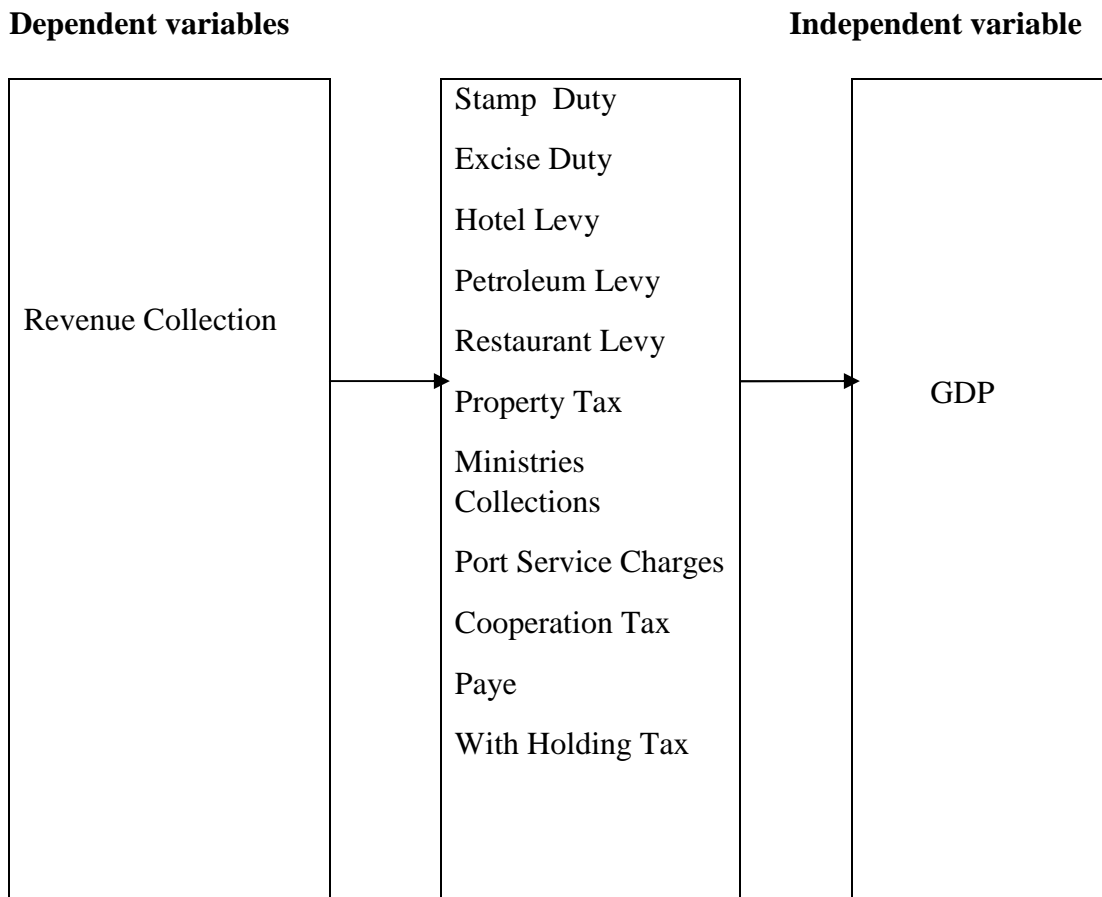 Dependent variables
Independent variable
Revenue Collection
Stamp  Duty
Excise Duty
Hotel Levy
Petroleum Levy
Restaurant Levy
Property Tax
Ministries
Collections
Port Service Charges
Cooperation Tax
Paye
With Holding Tax
GDP